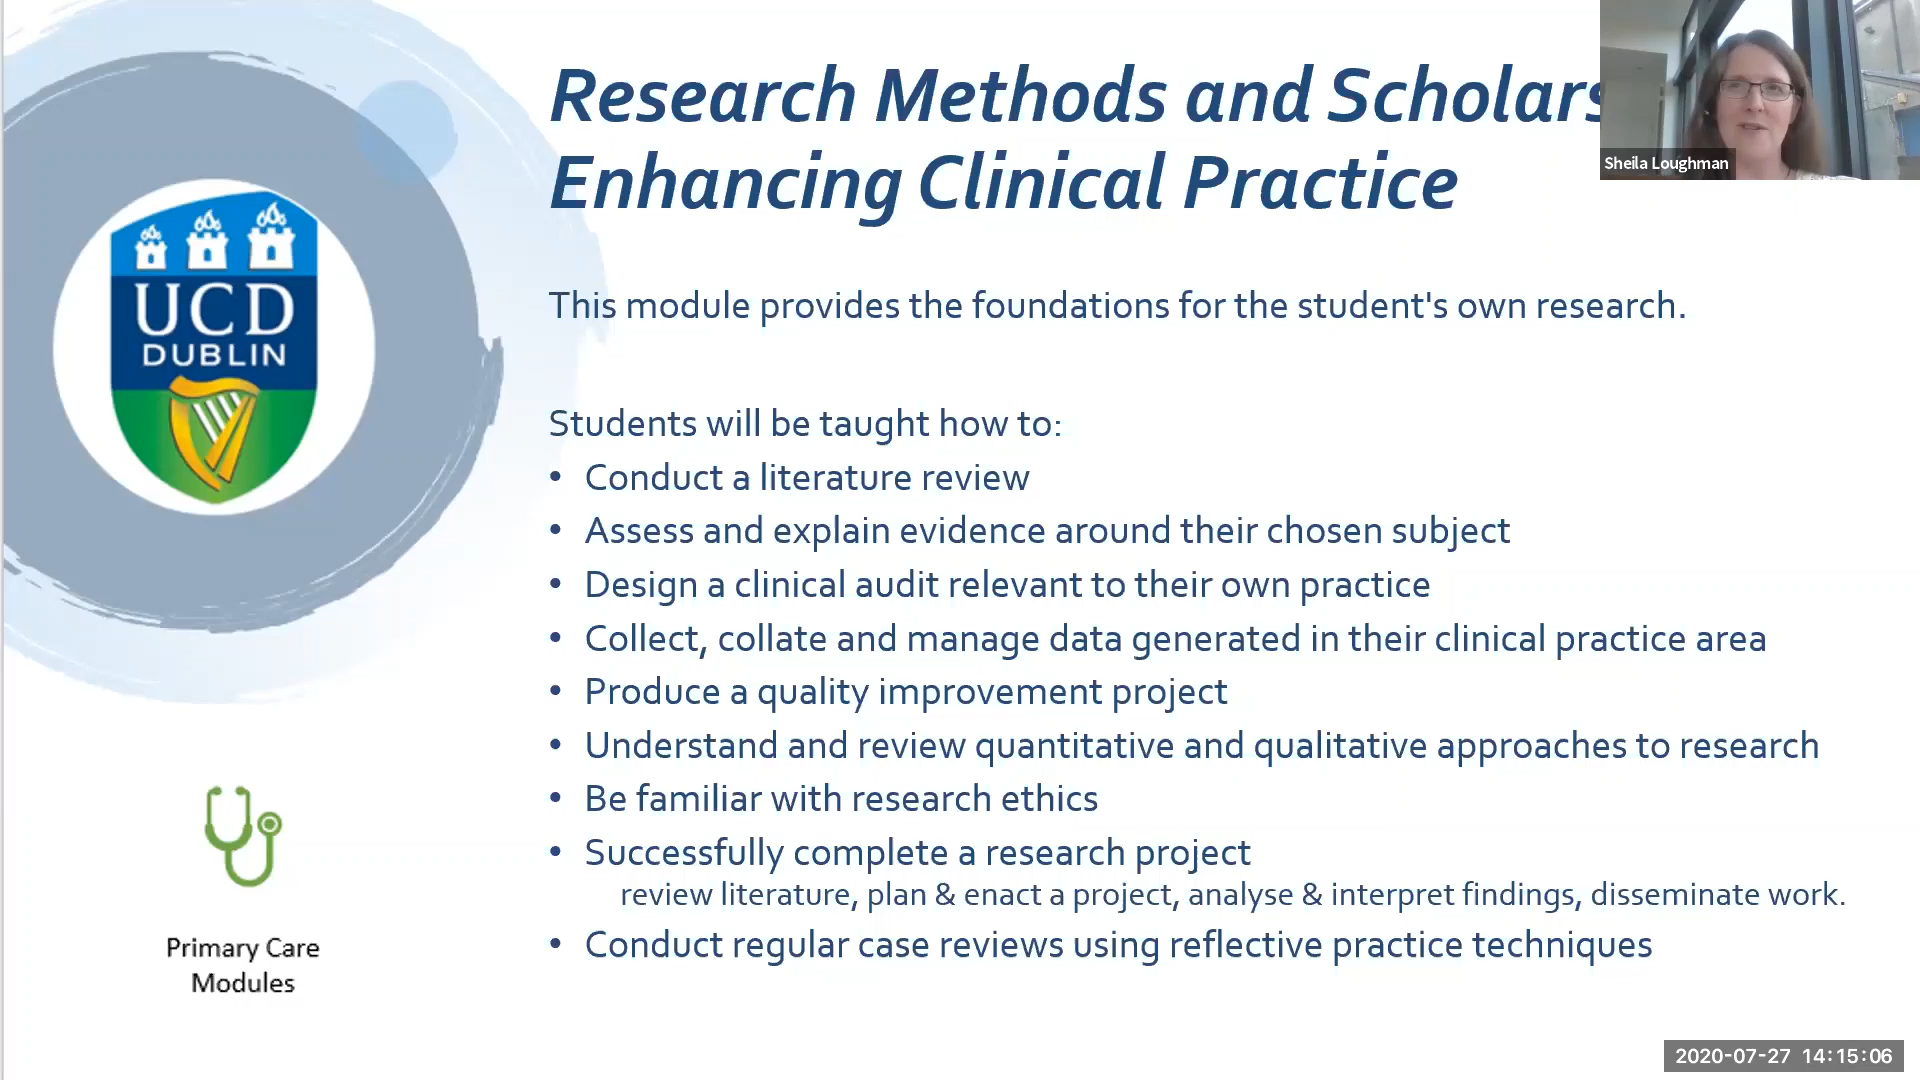 Research Methods and Scholars
Enhancing Clinical Practice
Sheila Loughman
UCD
DUBLIN
This module provides the foundations for the student's own research.
Students will be taught how to:
• Conduct a literature review
• Assess and explain evidence around their chosen subject
• Design a clinical audit relevant to their own practice
• Collect, collate and manage data generated in their clinical practice area
• Produce a quality improvement project
• Understand and review quantitative and qualitative approaches to research
• Be familiar with research ethics
• Successfully complete a research project
review literature, plan & enact a project, analyse & interpret findings, disseminate work.
• Conduct regular case reviews using reflective practice techniques
Primary Care
Modules
2020-07-27 14:15:06